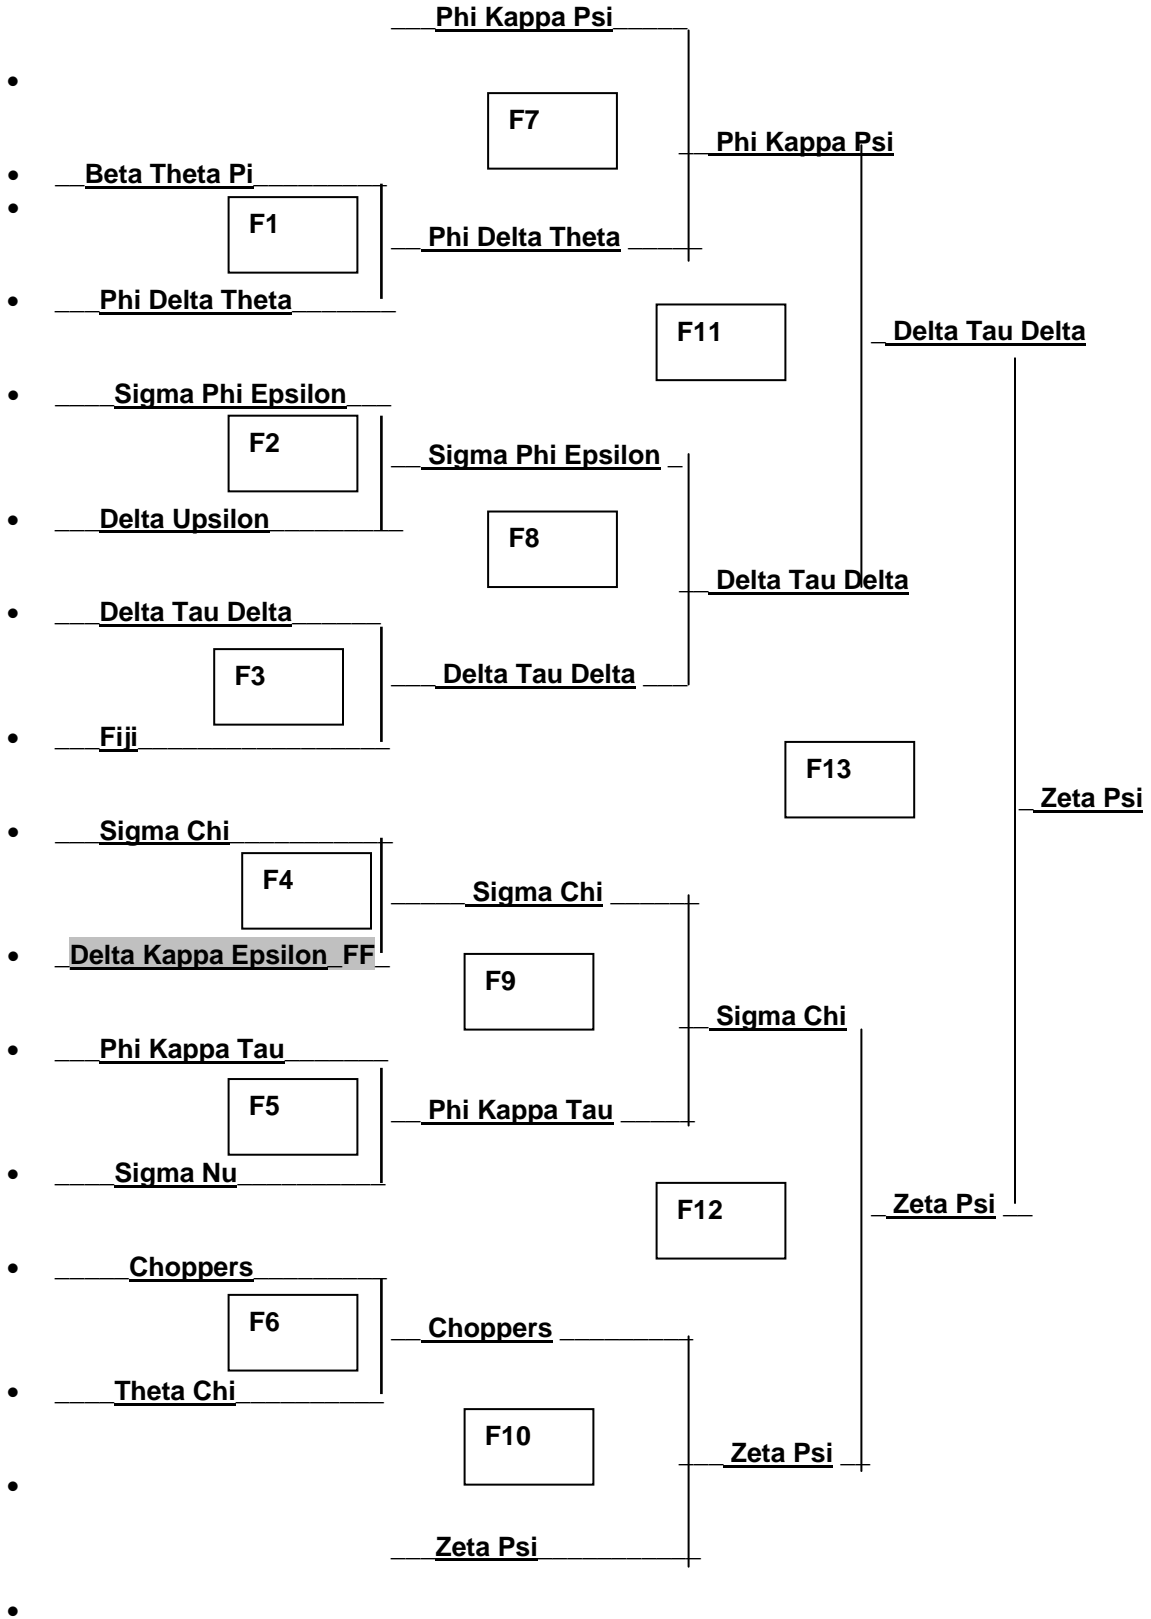 Phi Kappa Psi
F7
Phi Kappa Psi
Beta Theta Pi
F1
Phi Delta Theta
Phi Delta Theta
F11
Delta Tau Delta
Sigma Phi Epsilon
F2
Sigma Phi Epsilon
Delta Upsilon
F8
Delta Tau Delta
Delta Tau Delta
F3
Delta Tau Delta
Fiji
F13
Zeta Psi
Sigma Chi
F4
Sigma Chi
Delta Kappa Epsilon_FF
F9
Sigma Chi
Phi Kappa Tau
F5
Phi Kappa Tau
Sigma Nu
F12
Zeta Psi
Choppers
F6
Choppers
Theta Chi
F10
Zeta Psi
Zeta Psi